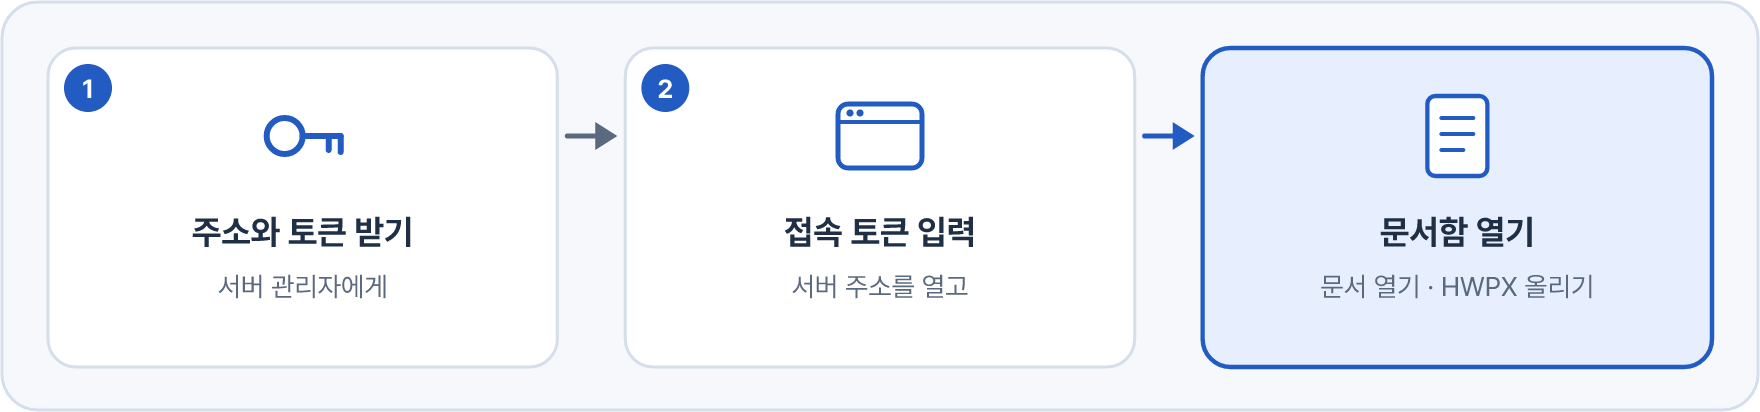 1
주소와 토큰 받기
서버 관리자에게
2
접속 토큰 입력
서버 주소를 열고
문서함 열기
문서 열기 · HWPX 올리기